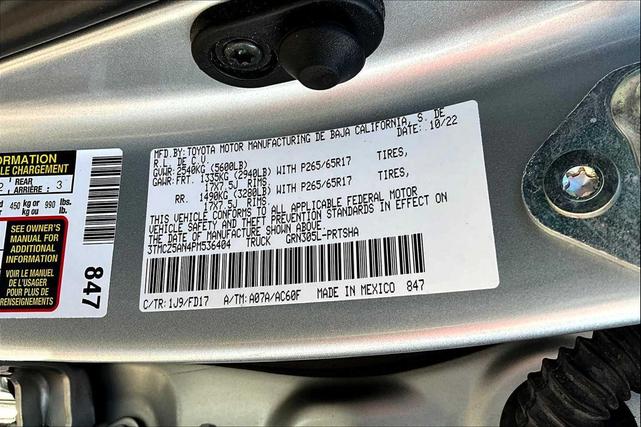 ORMATION
LE CHARGEMENT
2 REAR ARRIÈRE : 3
450 kg or kg ou 990 lbs. lb.
SEE OWNER'S
MANUAL FOR
ADDITIONAL
INFORMATION
VOIR LE MANUEL
DE L'USAGER
POUR PLUS DE
RENSEIGNEMENTS
847
MFD.BY: TOYOTA MOTOR MANUFACTURING DE BAJA CALIFORNIA, S. DE
R.L. DE C.V. DATE: 10/22
GVWR: 2540KG (5600LB)
GAWR: FRT. 1335KG (2940LB) WITH P265/65R17 TIRES,
17X7.5J RIMS
RR. 1490KG (3280LB) WITH P265/65R17 TIRES,
17X7.5J RIMS
THIS VEHICLE CONFORMS TO ALL APPLICABLE FEDERAL MOTOR
VEHICLE SAFETY & THEFT PREVENTION STANDARDS IN EFFECT ON
THE DATE OF MANUFACTURE SHOWN ABOVE.
3TMCZ5AN4PM536404 TRUCK GRN305L-PRTSHA
C/TR: 1J9/FD17 A/TM: A07A/AC60F MADE IN MEXICO 847